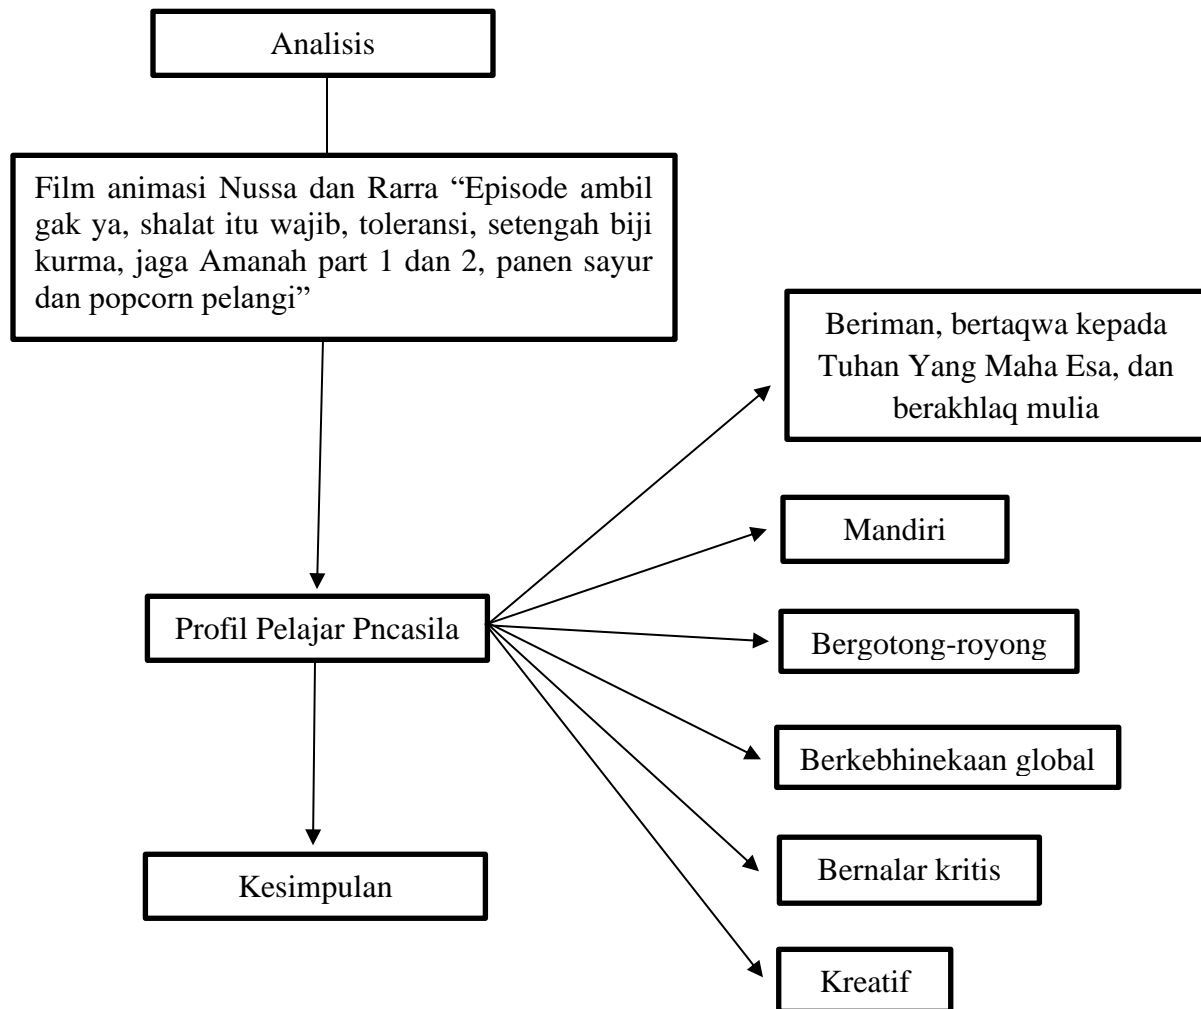 Analisis
Film animasi Nussa dan Rarra “Episode ambil
gak ya, shalat itu wajib, toleransi, setengah biji
kurma, jaga Amanah part 1 dan 2, panen sayur
dan popcorn pelangi”
Beriman, bertaqwa kepada
Tuhan Yang Maha Esa, dan
berakhlaq mulia
Mandiri
Profil Pelajar Pncasila
Bergotong-royong
Berkebhinekaan global
Bernalar kritis
Kesimpulan
Kreatif